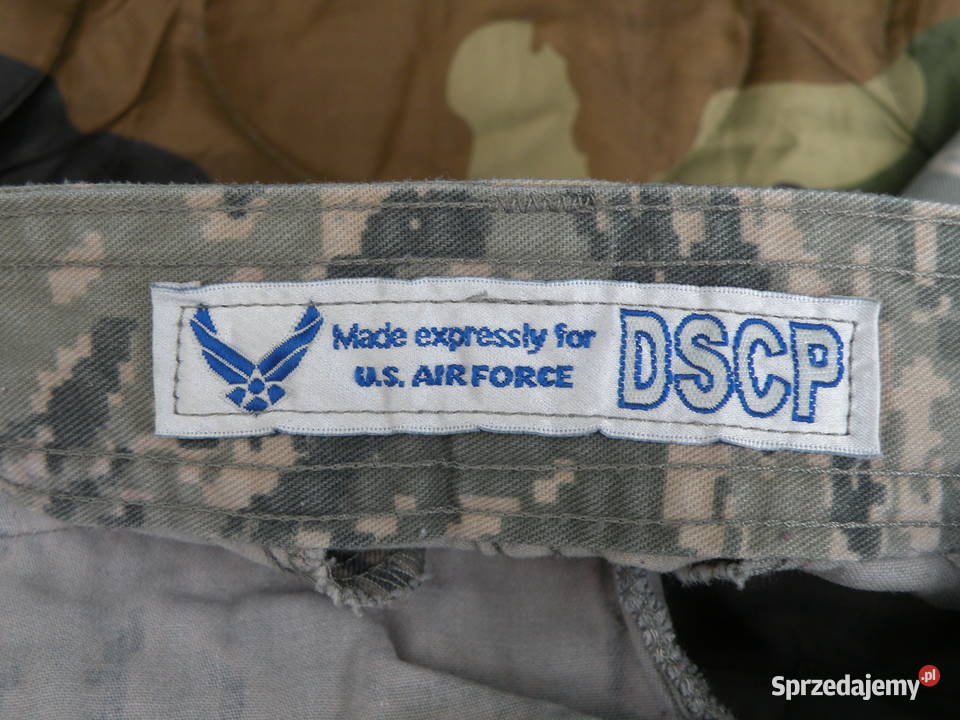 Made expressly for
U.S. AIR FORCE
DSCP
Sprzedajemy.pl